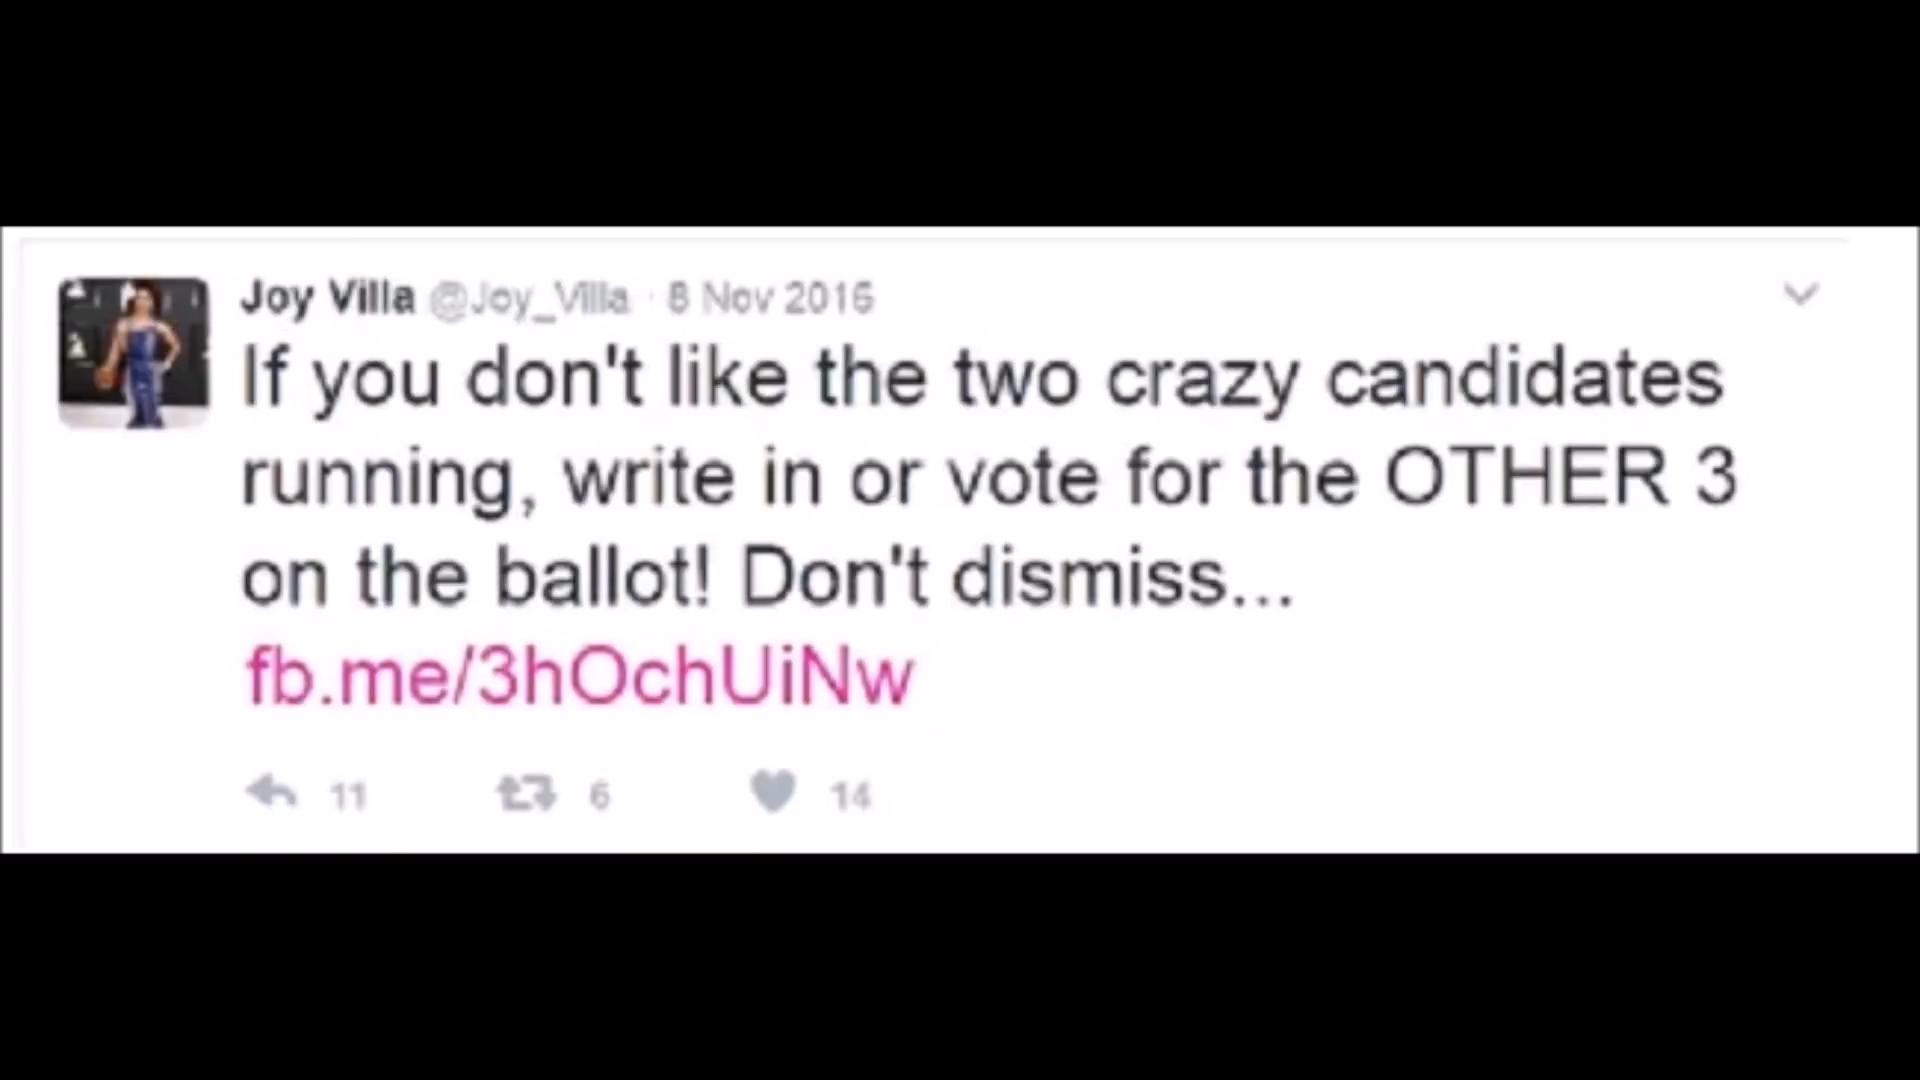 Joy Villa @Joy_Villa · 8 Nov 2016
If you don't like the two crazy candidates
running, write in or vote for the OTHER 3
on the ballot! Don't dismiss...
fb.me/3hOchUiNw
11 6 14